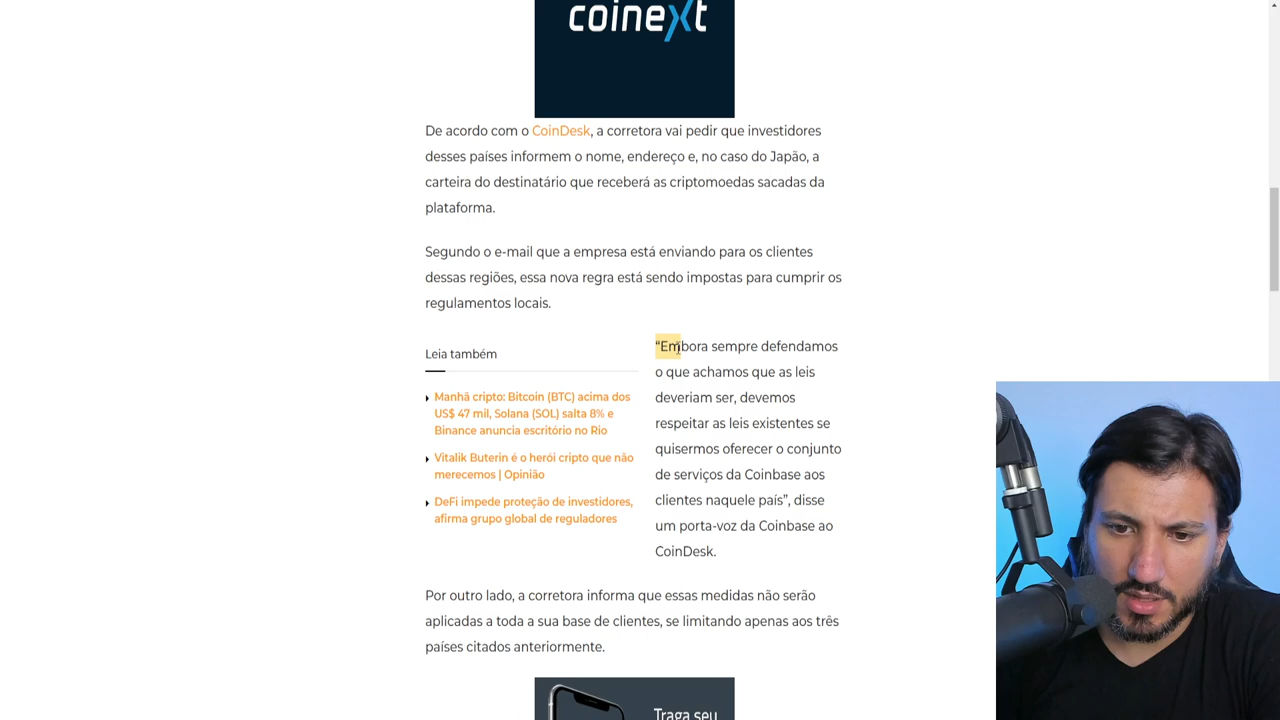 coinext
De acordo com o CoinDesk, a corretora vai pedir que investidores
desses países informem o nome, endereço e, no caso do Japão, a
carteira do destinatário que receberá as criptomoedas sacadas da
plataforma.
Segundo o e-mail que a empresa está enviando para os clientes
dessas regiões, essa nova regra está sendo impostas para cumprir os
regulamentos locais.
Leia também
Manhã cripto: Bitcoin (BTC) acima dos
US$ 47 mil, Solana (SOL) salta 8% e
Binance anuncia escritório no Rio
Vitalik Buterin é o herói cripto que não
merecemos | Opinião
DeFi impede proteção de investidores,
afirma grupo global de reguladores
“Embora sempre defendamos
o que achamos que as leis
deveriam ser, devemos
respeitar as leis existentes se
quisermos oferecer o conjunto
de serviços da Coinbase aos
clientes naquele país”, disse
um porta-voz da Coinbase ao
CoinDesk.
Por outro lado, a corretora informa que essas medidas não serão
aplicadas a toda a sua base de clientes, se limitando apenas aos três
países citados anteriormente.
Traga seu